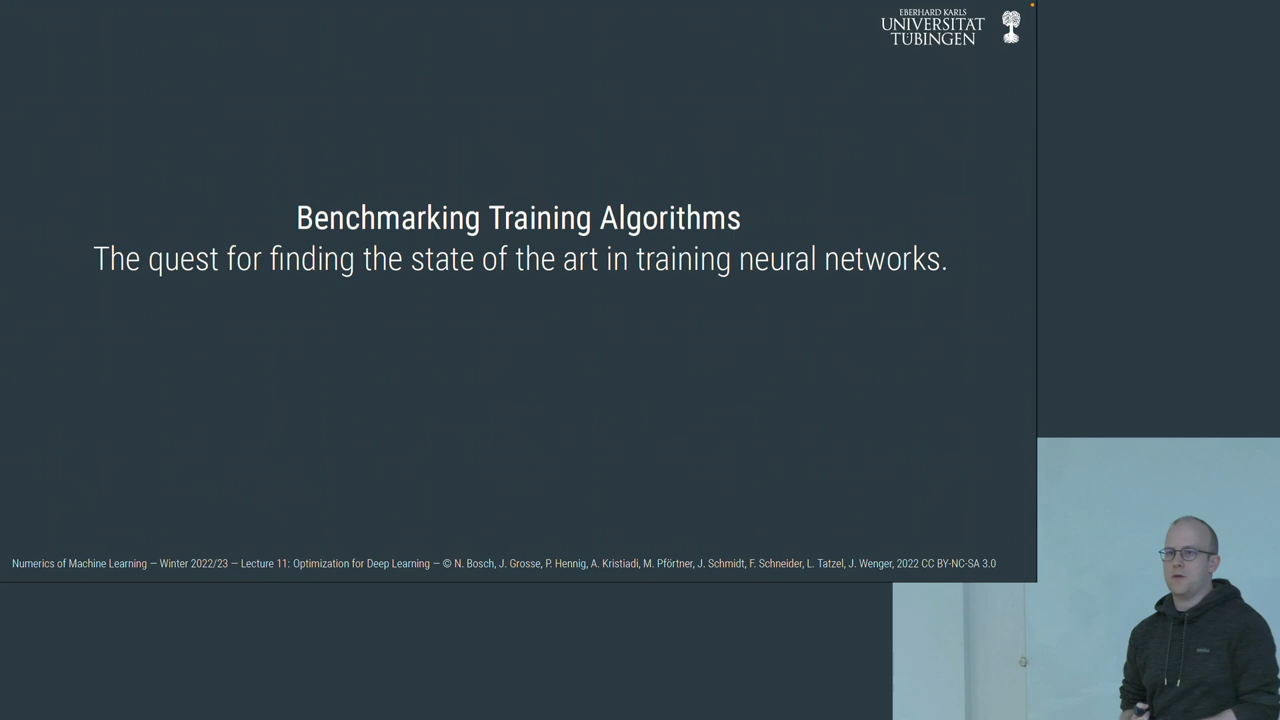 EBERHARD KARLS
UNIVERSITÄT
TÜBINGEN
Benchmarking Training Algorithms
The quest for finding the state of the art in training neural networks.
Numerics of Machine Learning — Winter 2022/23 — Lecture 11: Optimization for Deep Learning — © N. Bosch, J. Grosse, P. Hennig, A. Kristiadi, M. Pförtner, J. Schmidt, F. Schneider, L. Tatzel, J. Wenger, 2022 CC BY-NC-SA 3.0